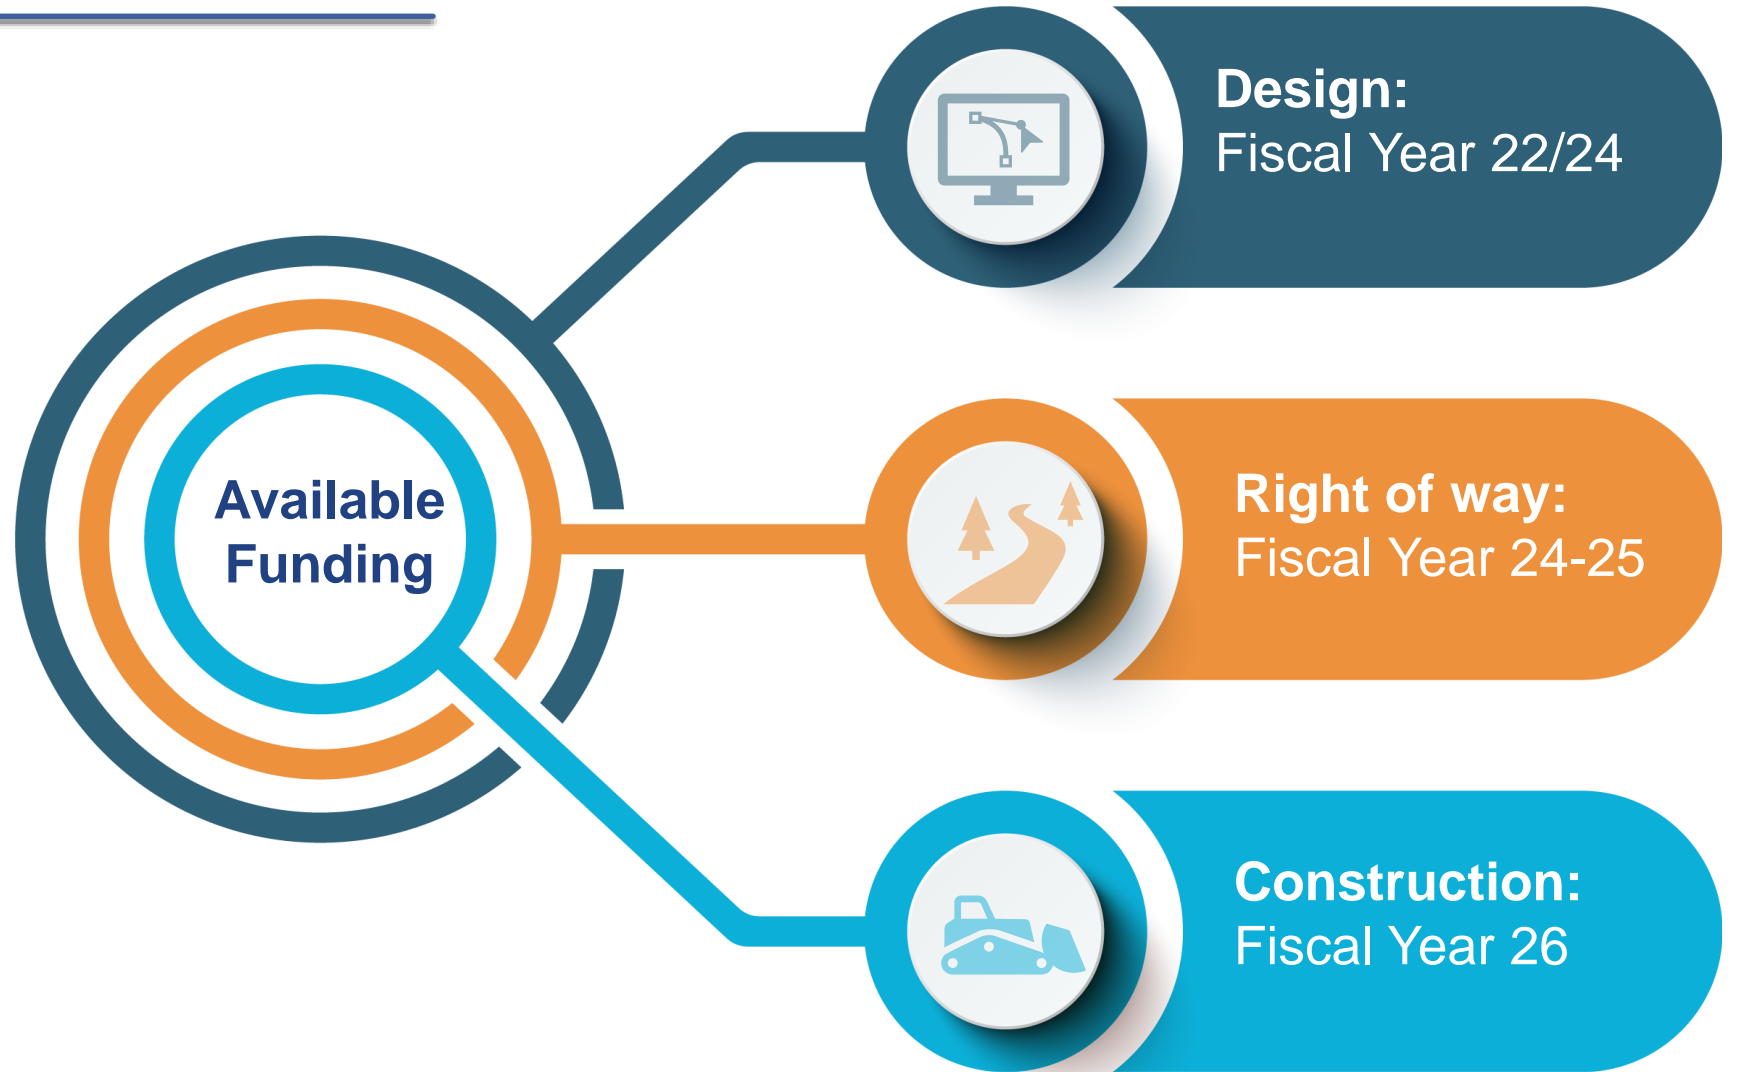 Available
Funding
Design:
Fiscal Year 22/24
Right of way:
Fiscal Year 24-25
Construction:
Fiscal Year 26